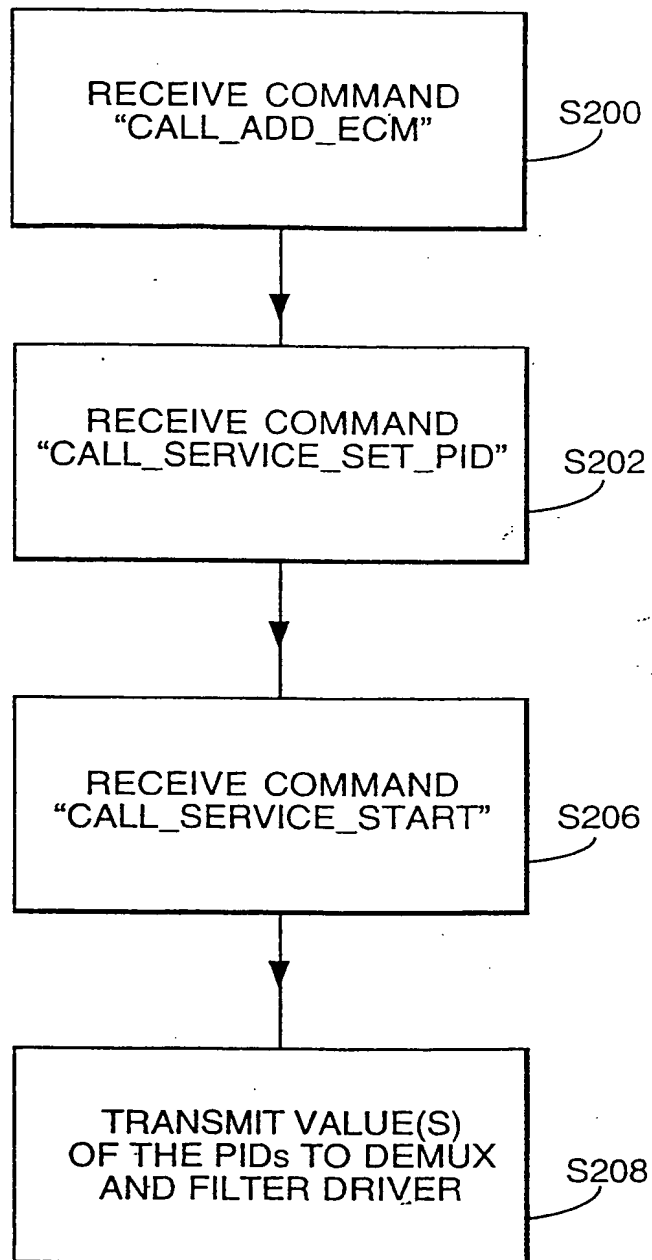 RECEIVE COMMAND
“CALL_ADD_ECM”
S200
RECEIVE COMMAND
“CALL_SERVICE_SET_PID”
S202
RECEIVE COMMAND
“CALL_SERVICE_START”
S206
TRANSMIT VALUE(S)
OF THE PIDs TO DEMUX
AND FILTER DRIVER
S208